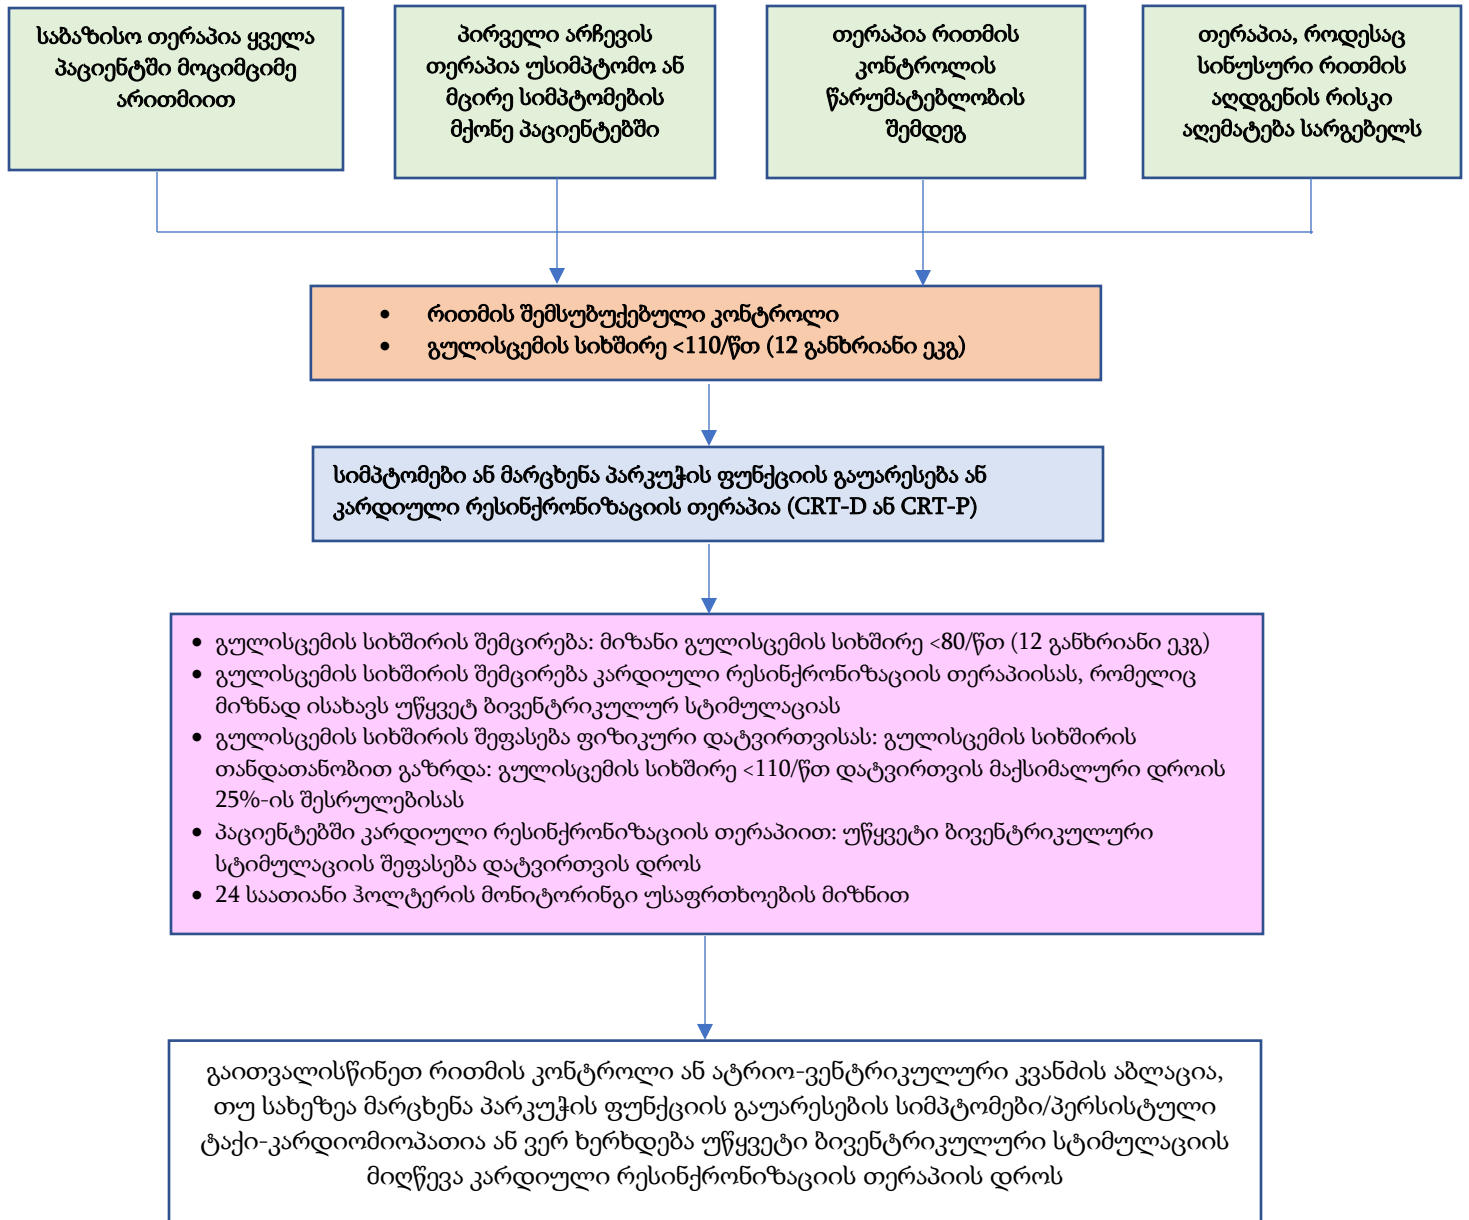 საბაზისო თერაპია ყველა
პაციენტში მოციმციმე
არითმიით
პირველი არჩევის
თერაპია უსიმპტომო ან
მცირე სიმპტომების
მქონე პაციენტებში
თერაპია რითმის
კონტროლის
წარუმატებლობის
შემდეგ
თერაპია, როდესაც
სინუსური რითმის
აღდგენის რისკი
აღემატება სარგებელს
• რითმის შემსუბუქებული კონტროლი
• გულისცემის სიხშირე <110/წთ (12 განხრიანი ეკგ)
სიმპტომები ან მარცხენა პარკუჭის ფუნქციის გაუარესება ან
კარდიული რესინქრონიზაციის თერაპია (CRT-D ან CRT-P)
• გულისცემის სიხშირის შემცირება: მიზანი გულისცემის სიხშირე <80/წთ (12 განხრიანი ეკგ)
• გულისცემის სიხშირის შემცირება კარდიული რესინქრონიზაციის თერაპიისას, რომელიც
მიზნად ისახავს უწყვეტ ბივენტრიკულურ სტიმულაციას
• გულისცემის სიხშირის შეფასება ფიზიკური დატვირთვისას: გულისცემის სიხშირის
თანდათანობით გაზრდა: გულისცემის სიხშირე <110/წთ დატვირთვის მაქსიმალური დროის
25%-ის შესრულებისას
• პაციენტებში კარდიული რესინქრონიზაციის თერაპიით: უწყვეტი ბივენტრიკულური
სტიმულაციის შეფასება დატვირთვის დროს
• 24 საათიანი ჰოლტერის მონიტორინგი უსაფრთხოების მიზნით
გაითვალისწინეთ რითმის კონტროლი ან ატრიო-ვენტრიკულური კვანძის აბლაცია,
თუ სახეზეა მარცხენა პარკუჭის ფუნქციის გაუარესების სიმპტომები/პერსისტული
ტაქი-კარდიომიოპათია ან ვერ ხერხდება უწყვეტი ბივენტრიკულური სტიმულაციის
მიღწევა კარდიული რესინქრონიზაციის თერაპიის დროს